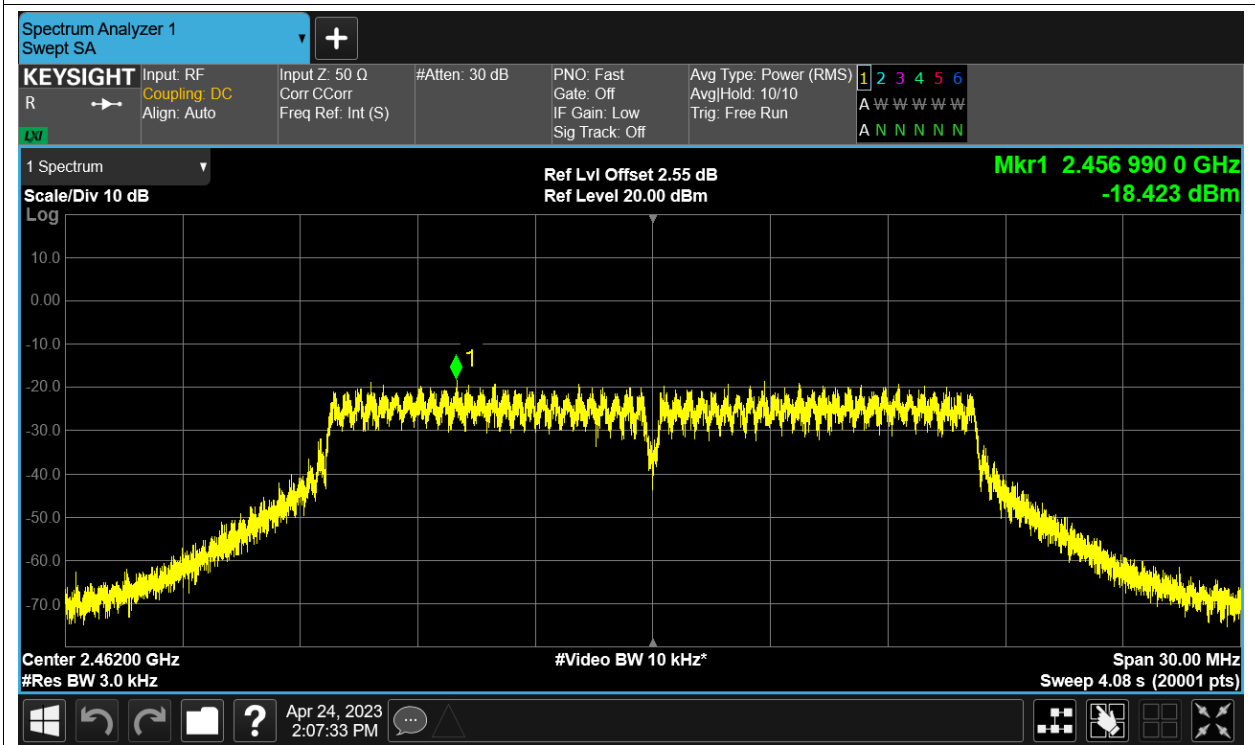 Spectrum Analyzer 1
Swept SA
KEYSIGHT
R
LXI
Input: RF
Coupling: DC
Align: Auto
Input Z: 50 Ω
Corr CCorr
Freq Ref: Int (S)
#Atten: 30 dB
PNO: Fast
Gate: Off
IF Gain: Low
Sig Track: Off
Avg Type: Power (RMS)
Avg|Hold: 10/10
Trig: Free Run
1 2 3 4 5 6
A W W W W W
A N N N N N
1 Spectrum
Scale/Div 10 dB
Log
Ref Lvl Offset 2.55 dB
Ref Level 20.00 dBm
Mkr1 2.456 990 0 GHz
-18.423 dBm
10.0
0.00
-10.0
1
-20.0
-30.0
-40.0
-50.0
-60.0
-70.0
Center 2.46200 GHz
#Res BW 3.0 kHz
#Video BW 10 kHz*
Span 30.00 MHz
Sweep 4.08 s (20001 pts)
?
Apr 24, 2023
2:07:33 PM